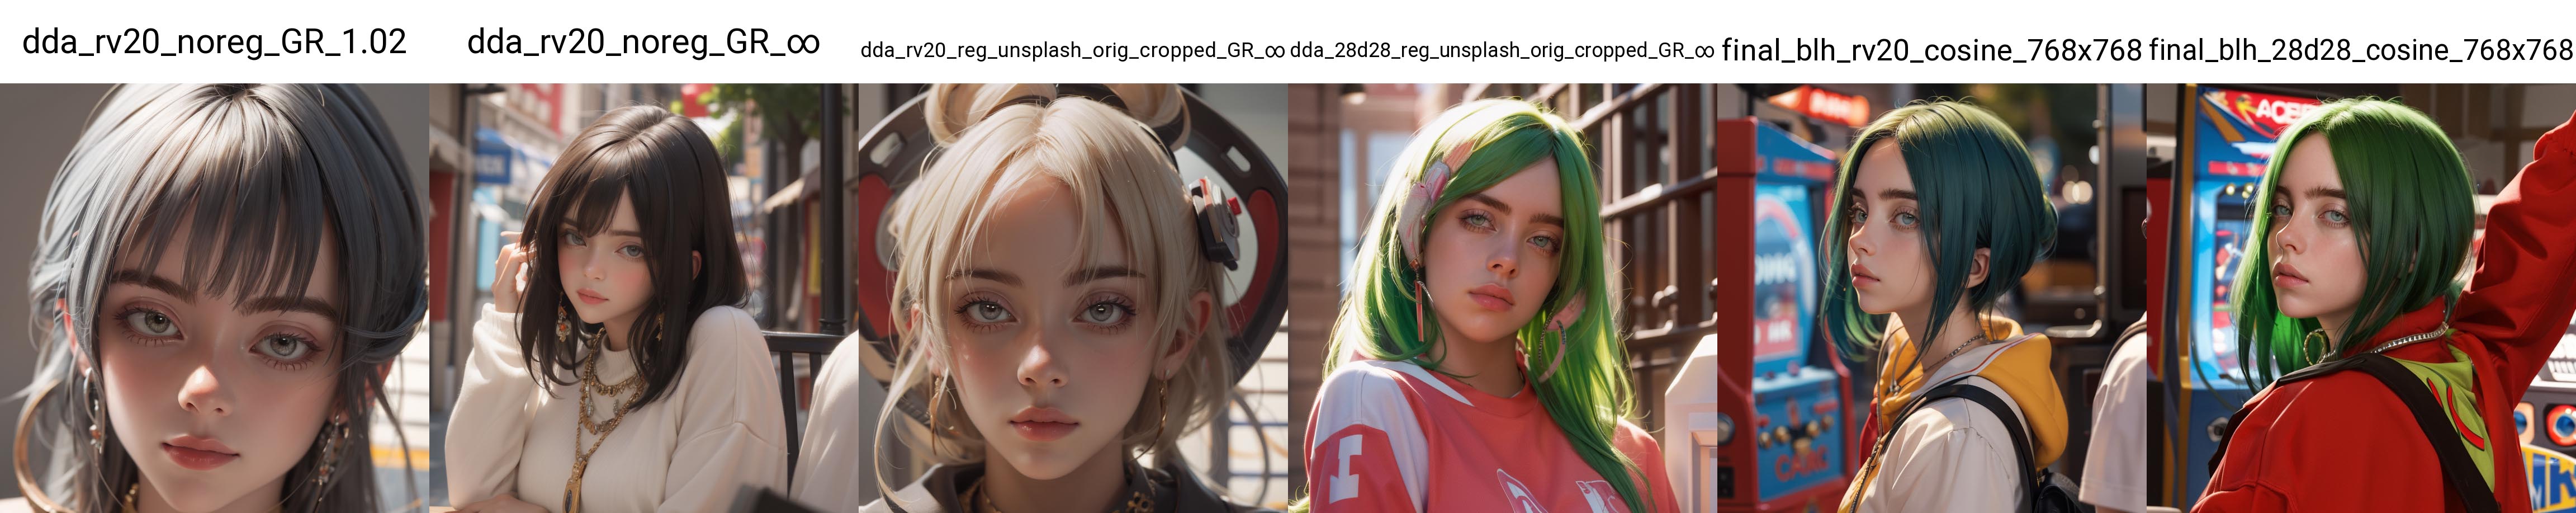 dda_rv20_noreg_GR_1.02
dda_rv20_noreg_GR_∞
dda_rv20_reg_unsplash_orig_cropped_GR_∞
dda_28d28_reg_unsplash_orig_cropped_GR_∞
final_blh_rv20_cosine_768x768
final_blh_28d28_cosine_768x768